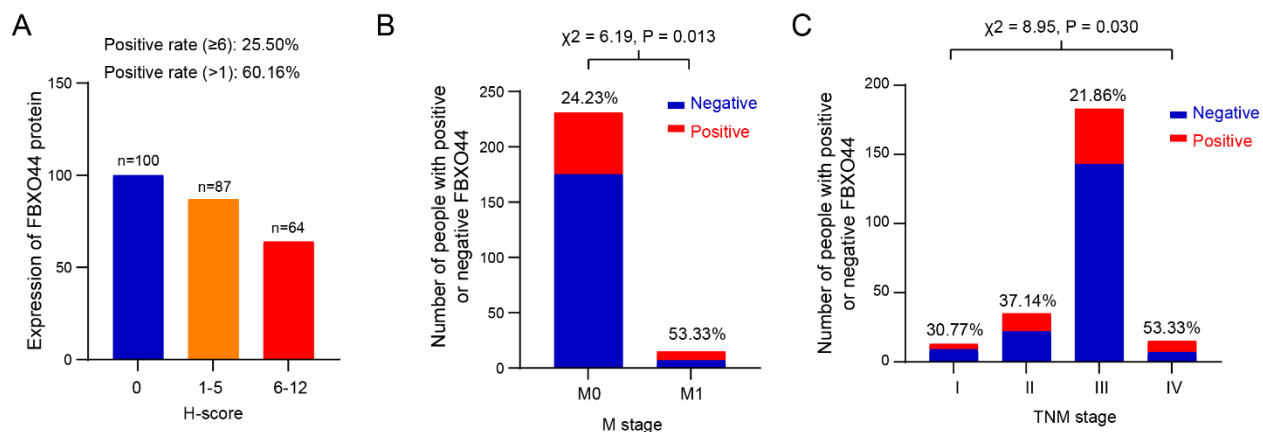 A
Positive rate (≥6): 25.50%
Positive rate (>1): 60.16%
Expression of FBXO44 protein
150
100
50
0
n=100
n=87
n=64
0 1-5 6-12
H-score
B
χ2 = 6.19, P = 0.013
Number of people with positive
or negative FBXO44
250
200
150
100
50
0
24.23%
53.33%
Negative
Positive
M0 M1
M stage
C
χ2 = 8.95, P = 0.030
Number of people with positive
or negative FBXO44
200
150
100
50
0
30.77%
37.14%
21.86%
53.33%
Negative
Positive
I II III IV
TNM stage